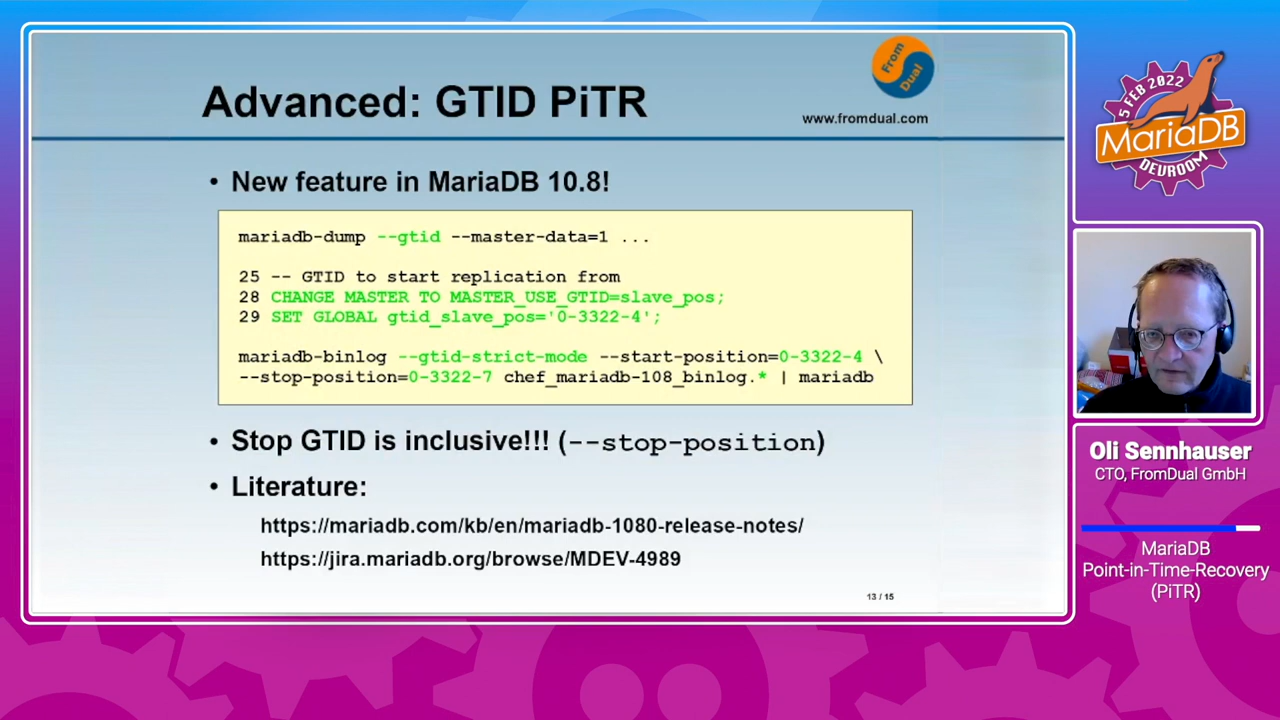 Advanced: GTID PiTR
From
Dual
www.fromdual.com
• New feature in MariaDB 10.8!
mariadb-dump --gtid --master-data=1 ...
25 -- GTID to start replication from
28 CHANGE MASTER TO MASTER_USE_GTID=slave_pos;
29 SET GLOBAL gtid_slave_pos='0-3322-4';
mariadb-binlog --gtid-strict-mode --start-position=0-3322-4 \
--stop-position=0-3322-7 chef_mariadb-108_binlog.* | mariadb
• Stop GTID is inclusive!!! (--stop-position)
• Literature:
https://mariadb.com/kb/en/mariadb-1080-release-notes/
https://jira.mariadb.org/browse/MDEV-4989
13 / 15
5 FEB 2022
MariaDB
DEVROOM
Oli Sennhauser
CTO, FromDual GmbH
MariaDB
Point-in-Time-Recovery
(PiTR)